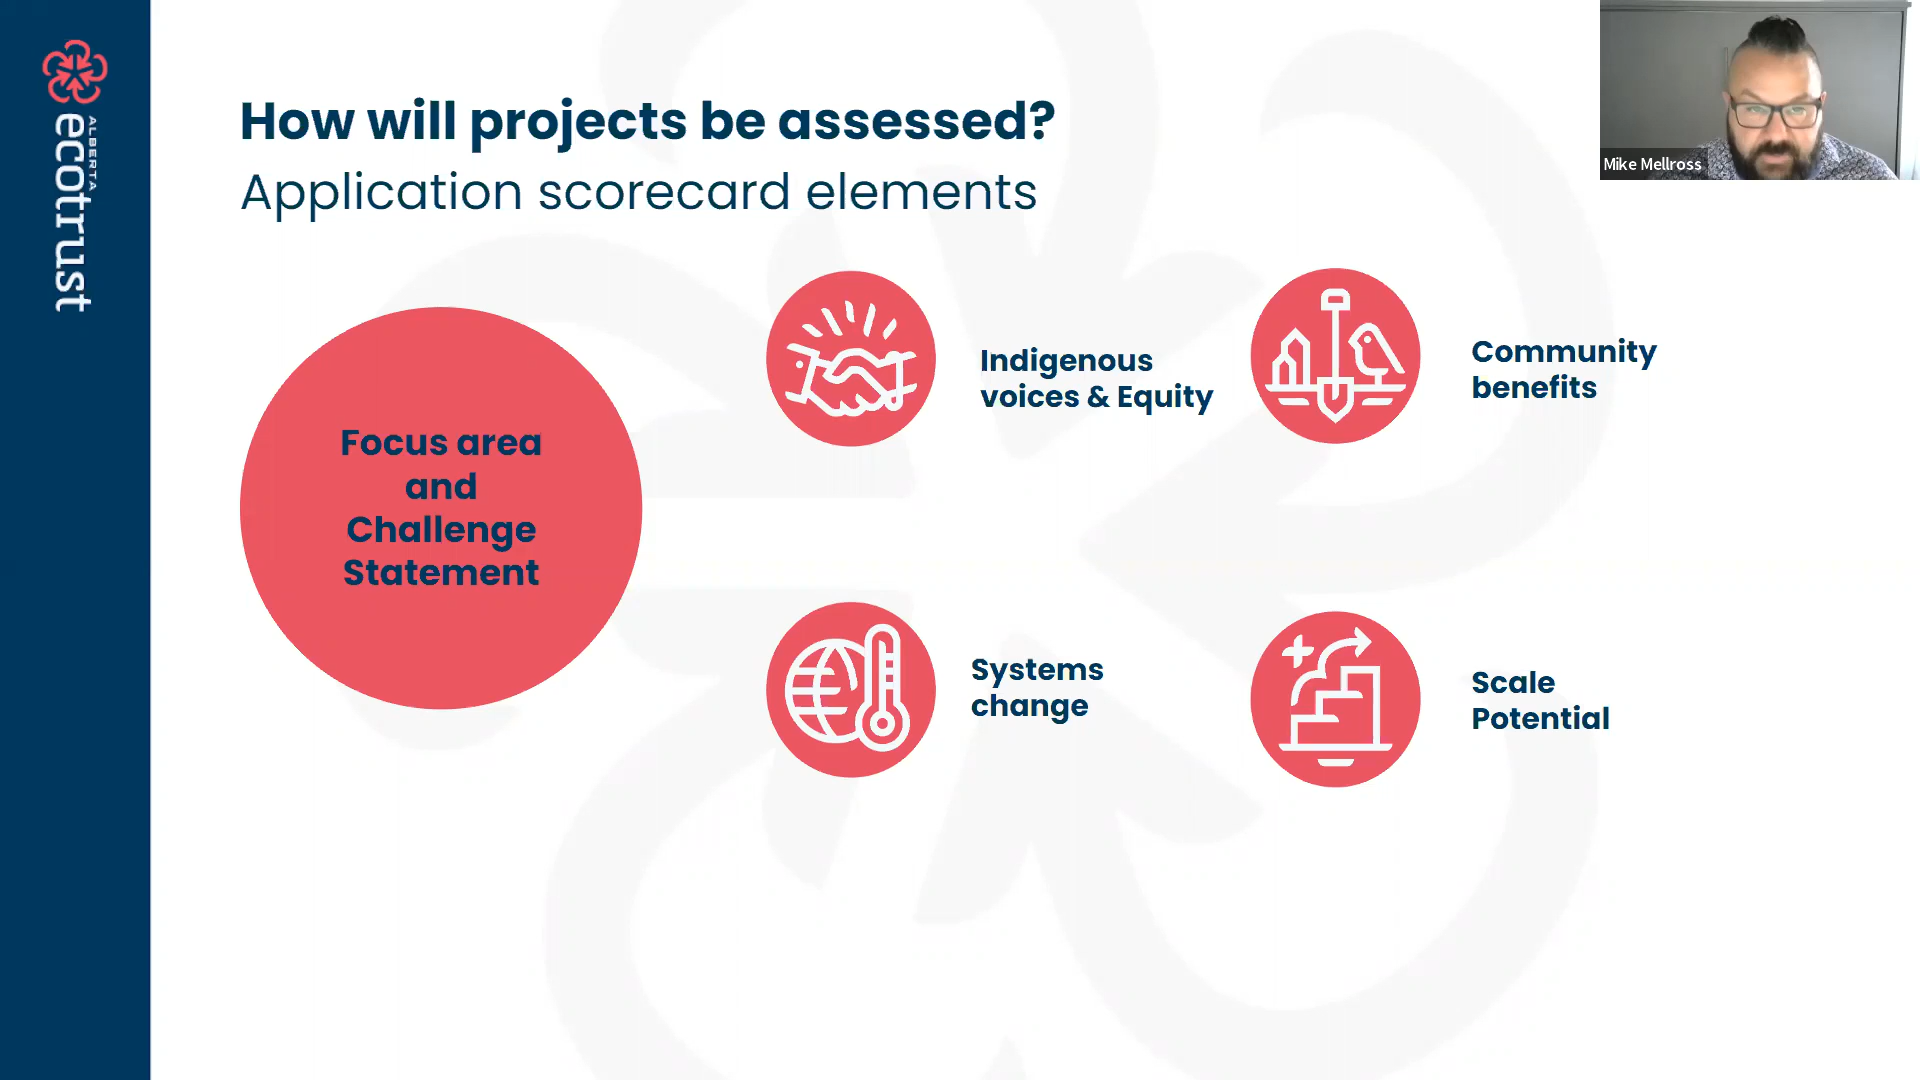 ALBERTA
ecotrust
How will projects be assessed?
Application scorecard elements
Mike Mellross
Focus area
and
Challenge
Statement
Indigenous
voices & Equity
Community
benefits
Systems
change
Scale
Potential